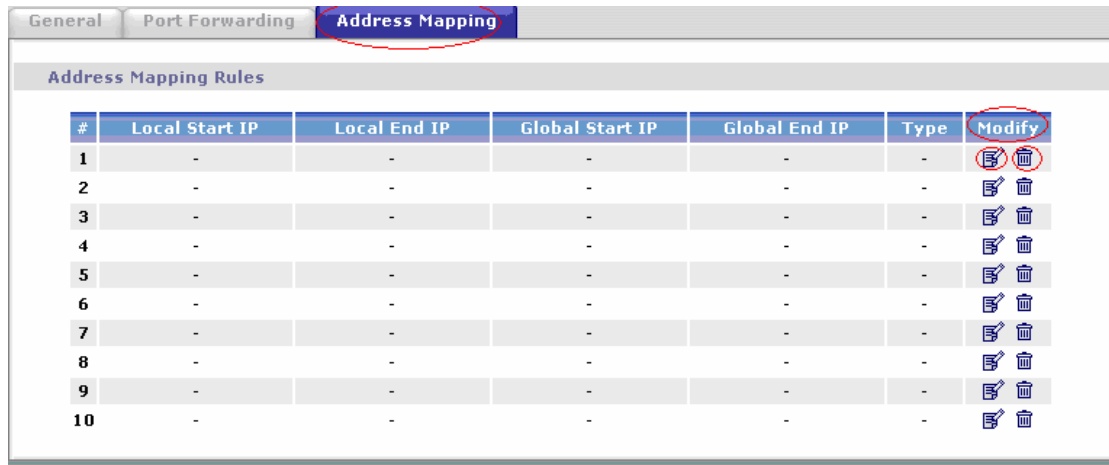 General Port Forwarding Address Mapping
Address Mapping Rules
# Local Start IP Local End IP Global Start IP Global End IP Type Modify
1 - - - - -
2 - - - - -
3 - - - - -
4 - - - - -
5 - - - - -
6 - - - - -
7 - - - - -
8 - - - - -
9 - - - - -
10 - - - - -